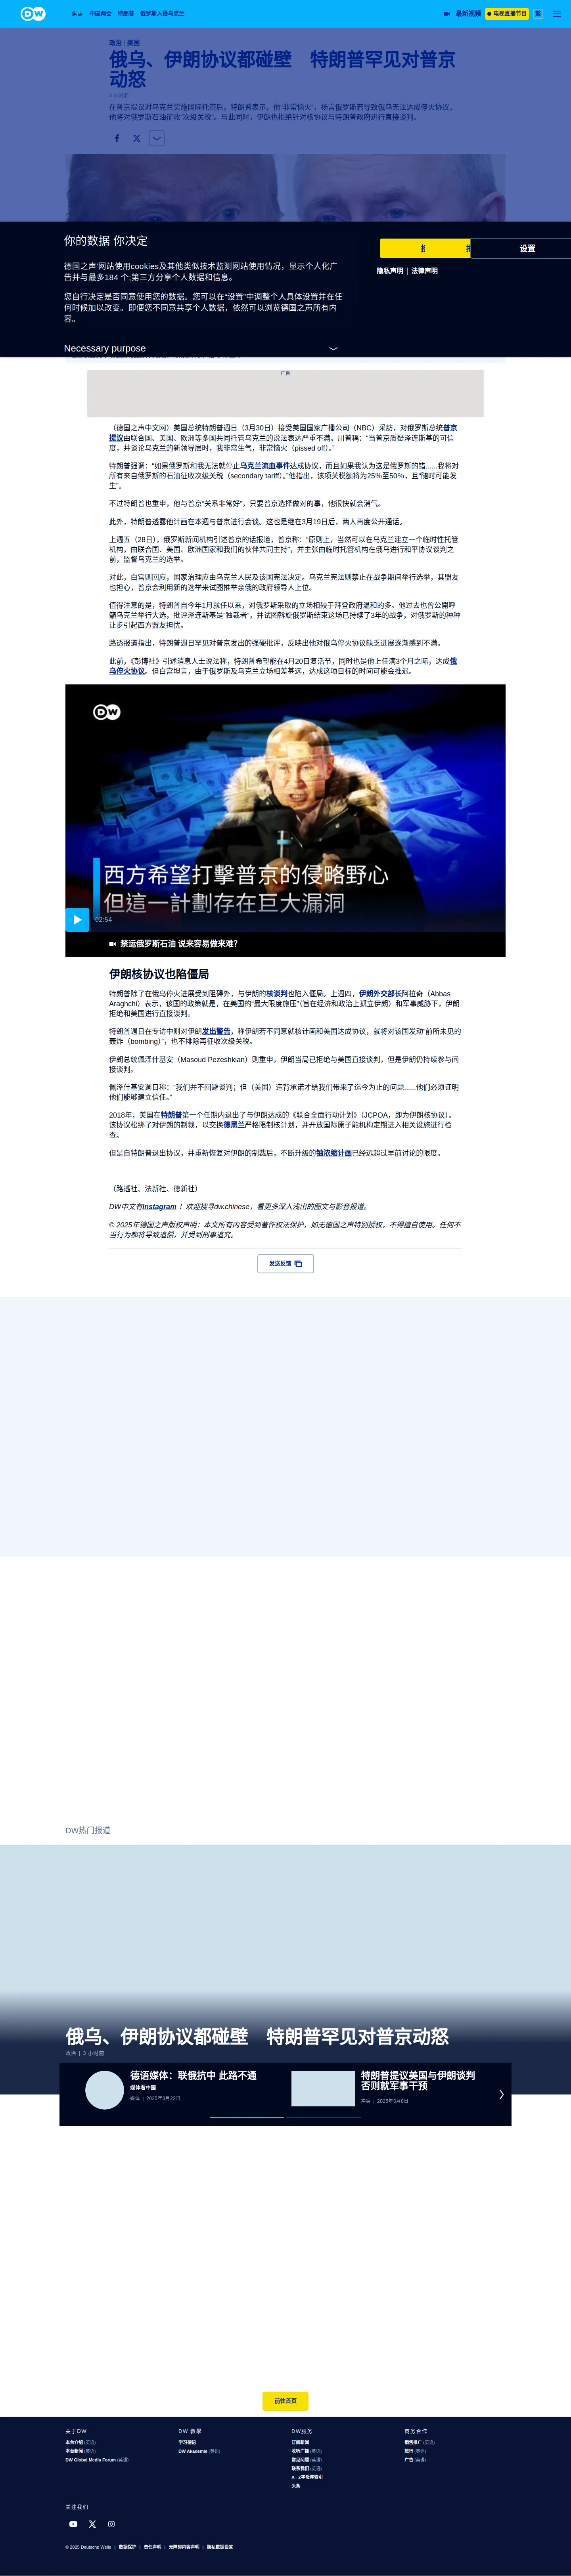 DW
焦点 中国两会 特朗普 俄罗斯入侵乌克兰
最新视频 电视直播节目 繁
政治 | 美国
俄乌、伊朗协议都碰壁 特朗普罕见对普京
动怒
3 小时前
在普京提议对乌克兰实施国际托管后，特朗普表示，他“非常恼火”，扬言俄罗斯若导致俄乌无法达成停火协议，
他将对俄罗斯石油征收“次级关税”。与此同时，伊朗也拒绝针对核协议与特朗普政府进行直接谈判。
你的数据 你决定
德国之声’网站使用cookies及其他类似技术监测网站使用情况，显示个人化广
告并与最多184 个;第三方分享个人数据和信息。
您自行决定是否同意使用您的数据。您可以在“设置”中调整个人具体设置并在任
何时候加以改变。即便您不同意共享个人数据，依然可以浏览德国之声所有内
容。
Necessary purpose
设置
隐私声明 | 法律声明
广告
（德国之声中文网）美国总统特朗普週日（3月30日）接受美国国家广播公司（NBC）采訪，对俄罗斯总统普京
提议由联合国、美国、欧洲等多国共同托管乌克兰的说法表达严重不满。川普稱：“当普京质疑泽连斯基的可信
度，并谈论乌克兰的新领导层时，我非常生气，非常恼火（pissed off）。”
特朗普强调：“如果俄罗斯和我无法就停止乌克兰流血事件达成协议，而且如果我认为这是俄罗斯的错......我将对
所有来自俄罗斯的石油征收次级关税（secondary tariff）。”他指出，该项关税额将为25%至50%，且“随时可能发
生”。
不过特朗普也重申，他与普京“关系非常好”，只要普京选择做对的事，他很快就会消气。
此外，特朗普透露他计画在本週与普京进行会谈。这也是继在3月19日后，两人再度公开通话。
上週五（28日），俄罗斯新闻机构引述普京的话报道，普京称：“原则上，当然可以在乌克兰建立一个临时性托管
机构，由联合国、美国、欧洲国家和我们的伙伴共同主持”，并主张由临时托管机构在俄乌进行和平协议谈判之
前，监督乌克兰的选举。
对此，白宫则回应，国家治理应由乌克兰人民及该国宪法决定。乌克兰宪法则禁止在战争期间举行选举，其盟友
也担心，普京会利用新的选举来试图推举亲俄的政府领导人上位。
值得注意的是，特朗普自今年1月就任以来，对俄罗斯采取的立场相较于拜登政府温和的多。他过去也曾公開呼
籲乌克兰举行大选，批评泽连斯基是“独裁者”，并试图斡旋俄罗斯结束这场已持续了3年的战争，对俄罗斯的种种
让步引起西方盟友担忧。
路透报道指出，特朗普週日罕见对普京发出的强硬批评，反映出他对俄乌停火协议缺乏进展逐渐感到不满。
此前，《彭博社》引述消息人士说法称，特朗普希望能在4月20日复活节，同时也是他上任满3个月之际，达成俄
乌停火协议。但白宫坦言，由于俄罗斯及乌克兰立场相差甚远，达成这项目标的时间可能会推迟。
DW
西方希望打擊普京的侵略野心
但這一計劃存在巨大漏洞
02:54
禁运俄罗斯石油 说来容易做来难？
伊朗核协议也陷僵局
特朗普除了在俄乌停火进展受到阻碍外，与伊朗的核谈判也陷入僵局。上週四，伊朗外交部长阿拉奇（Abbas
Araghchi）表示，该国的政策就是，在美国的“最大限度施压”（旨在经济和政治上孤立伊朗）和军事威胁下，伊朗
拒绝和美国进行直接谈判。
特朗普週日在专访中则对伊朗发出警告，称伊朗若不同意就核计画和美国达成协议，就将对该国发动“前所未见的
轰炸（bombing）”，也不排除再征收次级关税。
伊朗总统佩泽什基安（Masoud Pezeshkian）则重申，伊朗当局已拒绝与美国直接谈判，但是伊朗仍持续参与间
接谈判。
佩泽什基安週日称：“我们并不回避谈判；但（美国）违背承诺才给我们带来了迄今为止的问题......他们必须证明
他们能够建立信任。”
2018年，美国在特朗普第一个任期内退出了与伊朗达成的《联合全面行动计划》（JCPOA，即为伊朗核协议）。
该协议松绑了对伊朗的制裁，以交换德黑兰严格限制核计划，并开放国际原子能机构定期进入相关设施进行检
查。
但是自特朗普退出协议，并重新恢复对伊朗的制裁后，不断升级的铀浓缩计画已经远超过早前讨论的限度。
（路透社、法新社、德新社）
DW中文有Instagram！欢迎搜寻dw.chinese，看更多深入浅出的图文与影音报道。
© 2025年德国之声版权声明：本文所有内容受到著作权法保护，如无德国之声特别授权，不得擅自使用。任何不
当行为都将导致追偿，并受到刑事追究。
发送反馈
DW热门报道
俄乌、伊朗协议都碰壁 特朗普罕见对普京动怒
政治 | 3 小时前
德语媒体：联俄抗中 此路不通
媒体看中国
媒体 | 2025年3月22日
特朗普提议美国与伊朗谈判
否则就军事干预
冲突 | 2025年3月8日
前往首页
关于DW
本台介绍 (英语)
本台新闻 (英语)
DW Global Media Forum (英语)
DW 教學
学习德语
DW Akademie (英语)
DW服务
订阅新闻
收听广播 (英语)
常见问题 (英语)
联系我们 (英语)
A - Z字母序索引
头条
商务合作
销售推广 (英语)
旅行 (英语)
广告 (英语)
关注我们
© 2025 Deutsche Welle | 数据保护 | 责任声明 | 无障碍内容声明 | 隐私数据设置